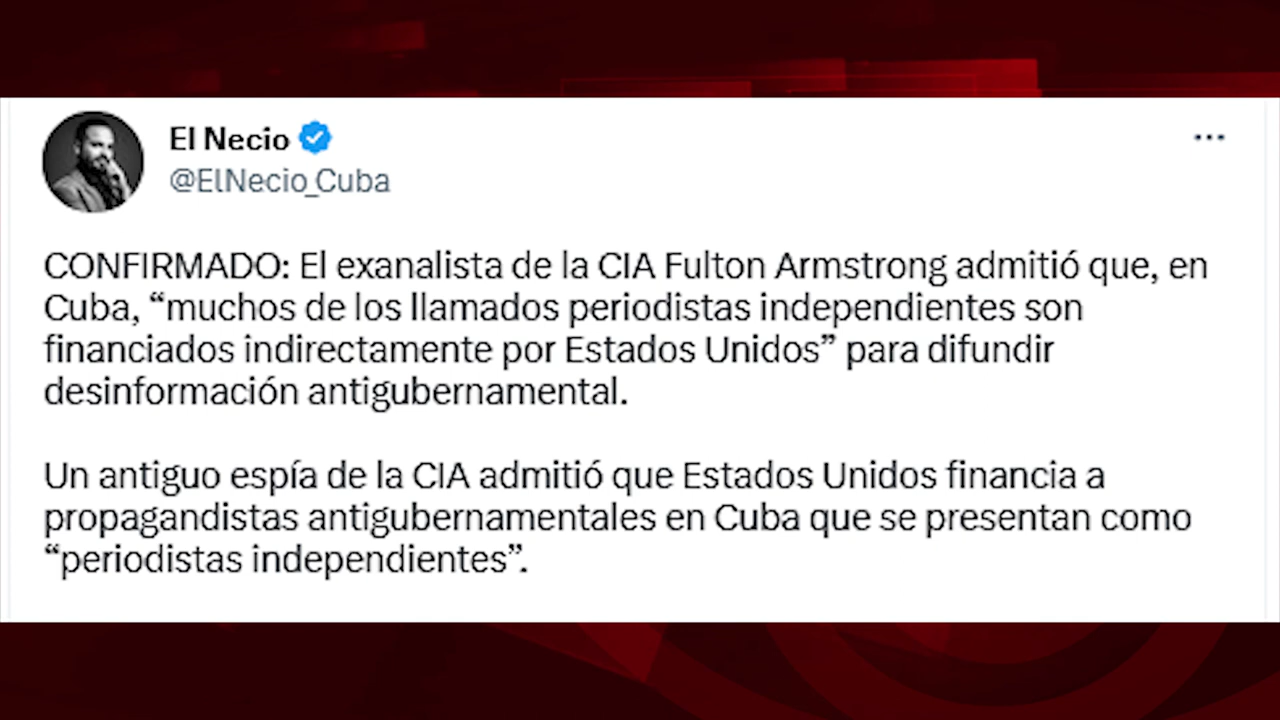 El Necio
@ElNecio_Cuba
CONFIRMADO: El exanalista de la CIA Fulton Armstrong admitió que, en
Cuba, “muchos de los llamados periodistas independientes son
financiados indirectamente por Estados Unidos” para difundir
desinformación antigubernamental.
Un antiguo espía de la CIA admitió que Estados Unidos financia a
propagandistas antigubernamentales en Cuba que se presentan como
“periodistas independientes”.